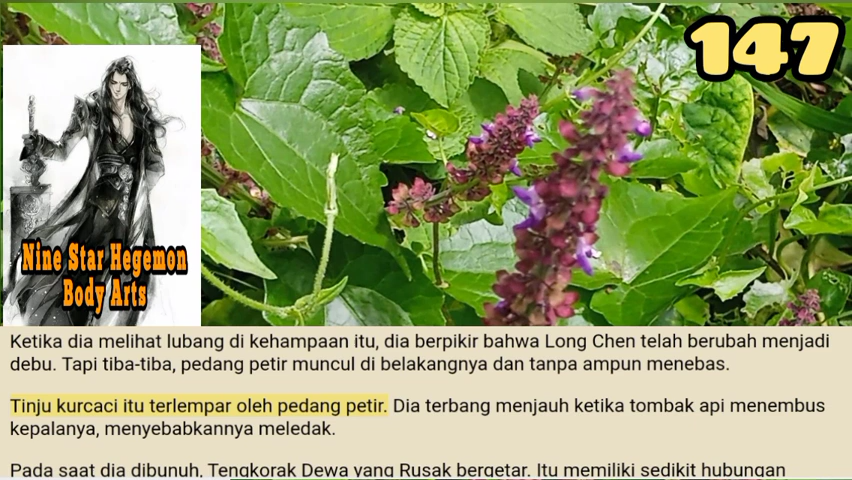 147
Nine Star Hegemon
Body Arts
Ketika dia melihat lubang di kehampaan itu, dia berpikir bahwa Long Chen telah berubah menjadi
debu. Tapi tiba-tiba, pedang petir muncul di belakangnya dan tanpa ampun menebas.
Tinju kurcaci itu terlempar oleh pedang petir. Dia terbang menjauh ketika tombak api menembus
kepalanya, menyebabkannya meledak.
Pada saat dia dibunuh, Tengkorak Dewa yang Rusak bergetar. Itu memiliki sedikit hubungan